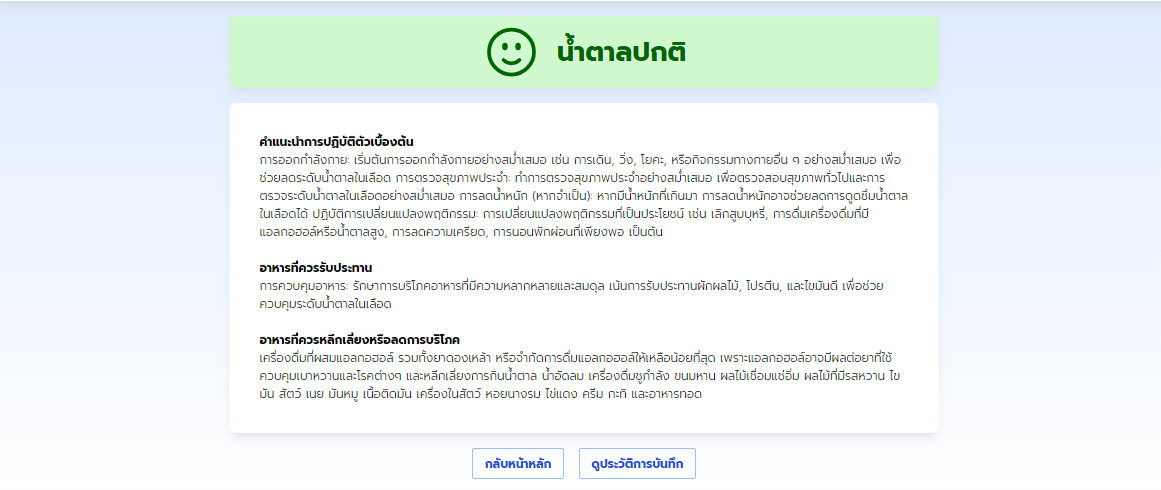 น้ำตาลปกติ
คำแนะนำการปฏิบัติตัวเบื้องต้น
การออกกำลังกาย: เริ่มต้นการออกกำลังกายอย่างสม่ำเสมอ เช่น การเดิน, วิ่ง, โยคะ, หรือกิจกรรมทางกายอื่น ๆ อย่างสม่ำเสมอ เพื่อ
ช่วยลดระดับน้ำตาลในเลือด การตรวจสุขภาพประจำ: ทำการตรวจสุขภาพประจำอย่างสม่ำเสมอ เพื่อตรวจสอบสุขภาพทั่วไปและการ
ตรวจระดับน้ำตาลในเลือดอย่างสม่ำเสมอ การลดน้ำหนัก (หากจำเป็น): หากมีน้ำหนักที่เกินมา การลดน้ำหนักอาจช่วยลดการดูดซึมน้ำตาล
ในเลือดได้ ปฏิบัติการเปลี่ยนแปลงพฤติกรรม: การเปลี่ยนแปลงพฤติกรรมที่เป็นประโยชน์ เช่น เลิกสูบบุหรี่, การดื่มเครื่องดื่มที่มี
แอลกอฮอล์หรือน้ำตาลสูง, การลดความเครียด, การนอนพักผ่อนที่เพียงพอ เป็นต้น
อาหารที่ควรรับประทาน
การควบคุมอาหาร: รักษาการบริโภคอาหารที่มีความหลากหลายและสมดุล เน้นการรับประทานผักผลไม้, โปรตีน, และไขมันดี เพื่อช่วย
ควบคุมระดับน้ำตาลในเลือด
อาหารที่ควรหลีกเลี่ยงหรือลดการบริโภค
เครื่องดื่มที่ผสมแอลกอฮอล์ รวมทั้งยาดองเหล้า หรือจำกัดการดื่มแอลกอฮอล์ให้เหลือน้อยที่สุด เพราะแอลกอฮอล์อาจมีผลต่อยาที่ใช้
ควบคุมเบาหวานและโรคต่างๆ และหลีกเลี่ยงการกินน้ำตาล น้ำอัดลม เครื่องดื่มชูกำลัง ขนมหาน ผลไม้เชื่อมแช่อิ่ม ผลไม้ที่มีรสหวาน ไข
มัน สัตว์ เนย มันหมู เนื้อติดมัน เครื่องในสัตว์ หอยนางรม ไข่แดง ครีม กะทิ และอาหารทอด
กลับหน้าหลัก
ดูประวัติการบันทึก